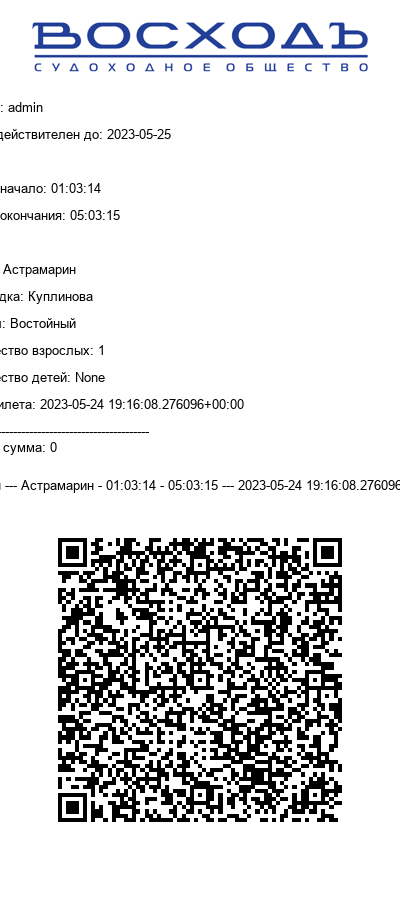 ВОСХОДЪ
СУДОХОДНОЕ ОБЩЕСТВО
: admin
действителен до: 2023-05-25
начало: 01:03:14
окончания: 05:03:15
Астрамарин
дка: Куплинова
: Востойный
ство взрослых: 1
ство детей: None
илета: 2023-05-24 19:16:08.276096+00:00
---------------------------------------
сумма: 0
--- Астрамарин - 01:03:14 - 05:03:15 --- 2023-05-24 19:16:08.276096